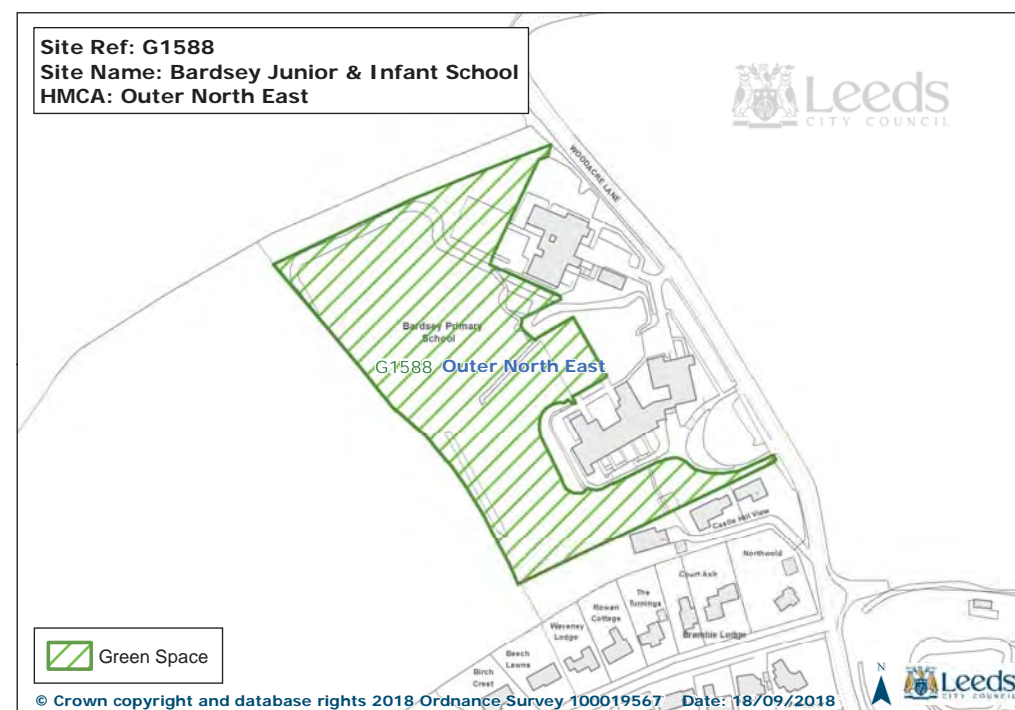 Site Ref: G1588
Site Name: Bardsey Junior & Infant School
HMCA: Outer North East
Leeds
CITY COUNCIL
WOODACRE LANE
Bardsey Primary
School
G1588 Outer North East
Castle Hill View
Northwold
Court Ash
The
Tunnings
Rowan
Cottage
Bramble Lodge
Waveney
Lodge
Beech
Lawns
Birch
Crest
Green Space
N
Leeds
CITY COUNCIL
© Crown copyright and database rights 2018 Ordnance Survey 100019567 Date: 18/09/2018